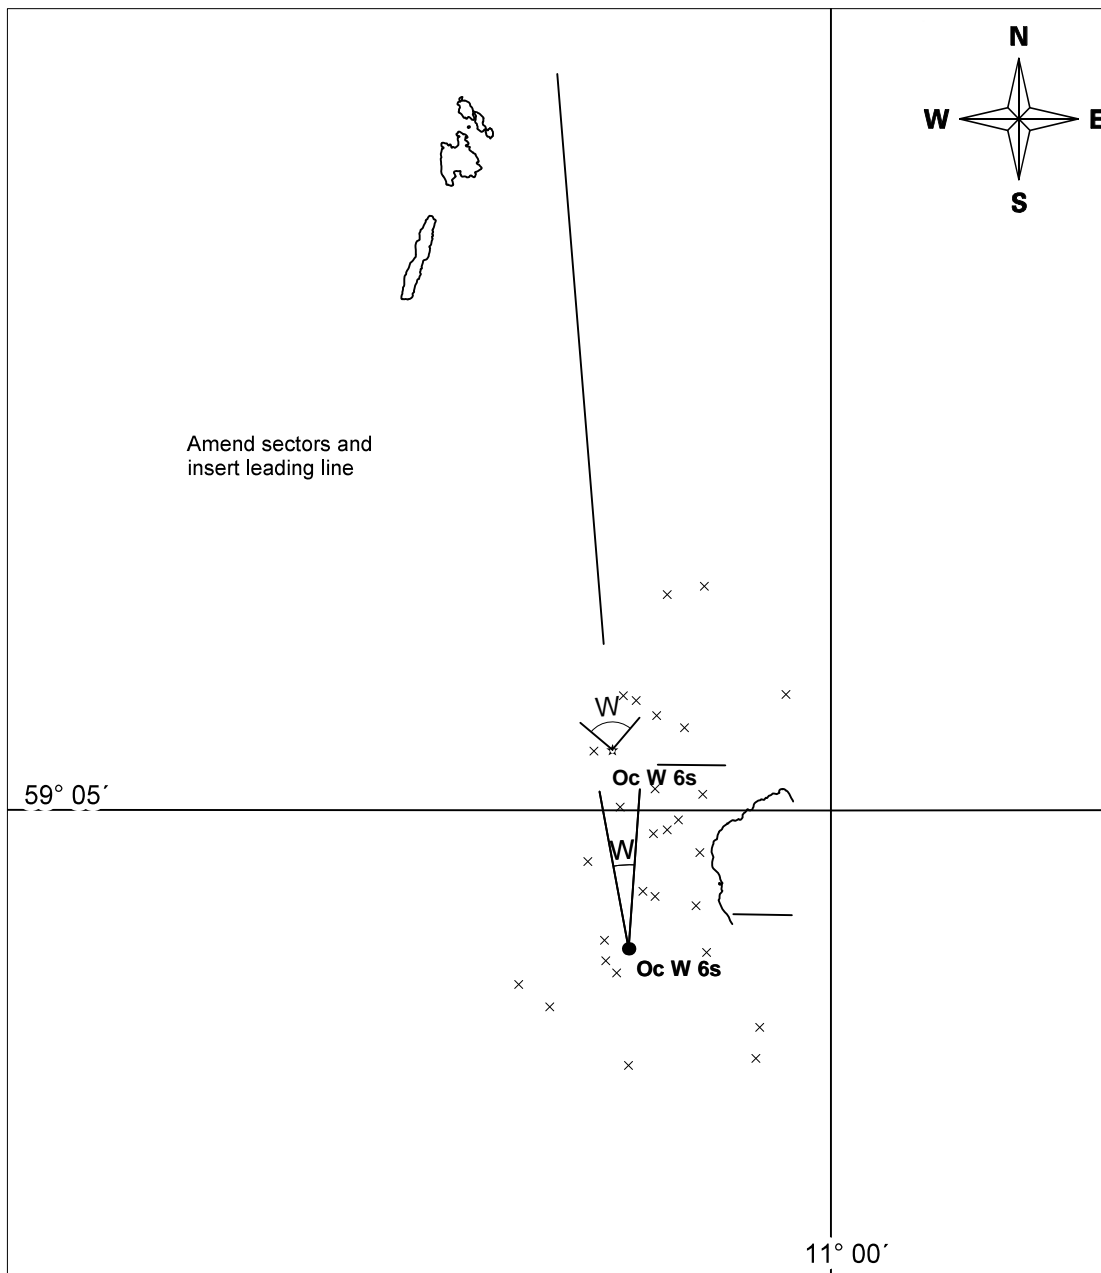 N
W E
S
Amend sectors and
insert leading line
W
Oc W 6s
59° 05´
W
Oc W 6s
11° 00´